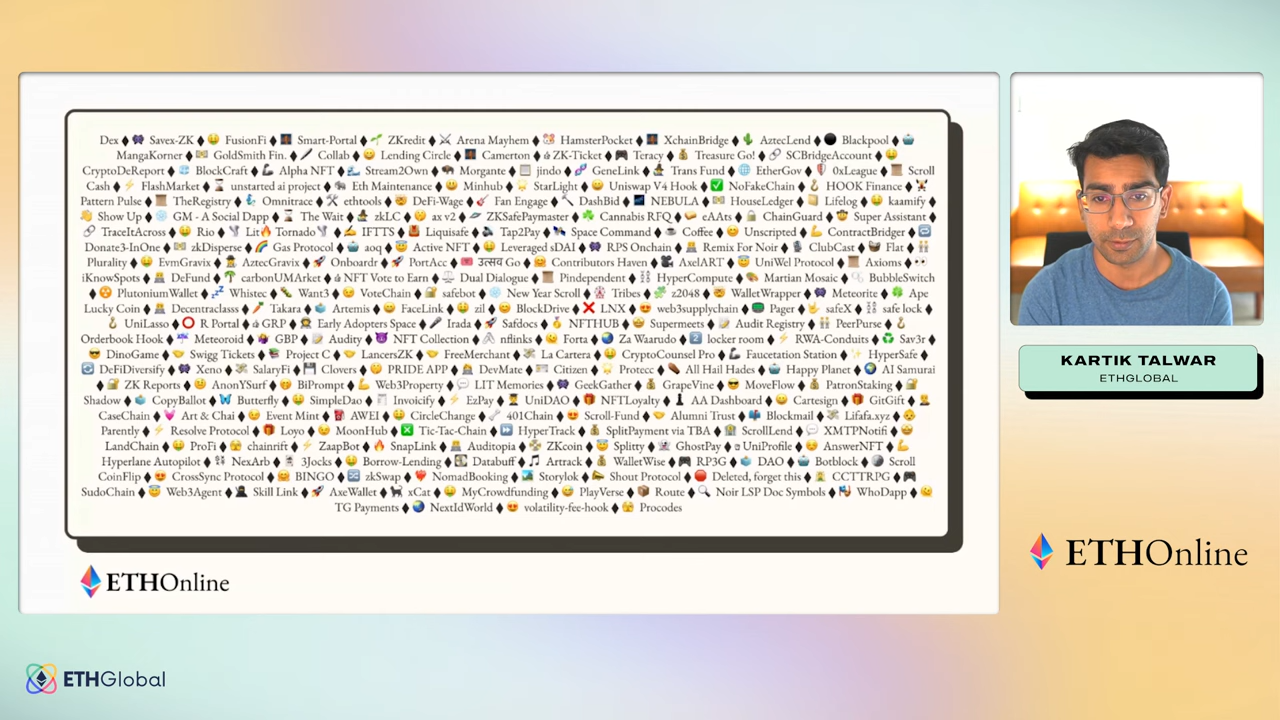 Dex ♦ Savex-ZK ♦ FusionFi ♦ Smart-Portal ♦ ZKredit ♦ Arena Mayhem ♦ HamsterPocket ♦ XchainBridge ♦ AztecLend ♦ Blackpool ♦
MangaKorner ♦ GoldSmith Fin. ♦ Collab ♦ Lending Circle ♦ Camerton ♦ ZK-Ticket ♦ Teracy ♦ Treasure Go! ♦ SCBridgeAccount ♦
CryptoDeReport ♦ BlockCraft ♦ Alpha NFT ♦ Stream2Own ♦ Morgante ♦ jindo ♦ GeneLink ♦ Trans Fund ♦ EtherGov ♦ 0xLeague ♦ Scroll
Cash ♦ FlashMarket ♦ unstarted ai project ♦ Eth Maintenance ♦ Minhub ♦ StarLight ♦ Uniswap V4 Hook ♦ NoFakeChain ♦ HOOK Finance ♦
Pattern Pulse ♦ TheRegistry ♦ Omnitrace ♦ ethtools ♦ DeFi-Wage ♦ Fan Engage ♦ DashBid ♦ NEBULA ♦ HouseLedger ♦ Lifelog ♦ kaamify ♦
Show Up ♦ GM - A Social Dapp ♦ The Wait ♦ zkLC ♦ ax v2 ♦ ZKSafePaymaster ♦ Cannabis RFQ ♦ eAAts ♦ ChainGuard ♦ Super Assistant ♦
TraceItAcross ♦ Rio ♦ Lit Tornado ♦ IFTTS ♦ Liquisafe ♦ Tap2Pay ♦ Space Command ♦ Coffee ♦ Unscripted ♦ ContractBridger ♦
Donate3-InOne ♦ zkDisperse ♦ Gas Protocol ♦ aoq ♦ Active NFT ♦ Leveraged sDAI ♦ RPS Onchain ♦ Remix For Noir ♦ ClubCast ♦ Flat ♦
Plurality ♦ EvmGravix ♦ AztecGravix ♦ Onboardr ♦ PortAcc ♦ उत्सव Go ♦ Contributors Haven ♦ AxelART ♦ UniWel Protocol ♦ Axioms ♦
iKnowSpots ♦ DeFund ♦ carbonUMArket ♦ NFT Vote to Earn ♦ Dual Dialogue ♦ Pindependent ♦ HyperCompute ♦ Martian Mosaic ♦ BubbleSwitch
♦ PlutoniumWallet ♦ Whistec ♦ Want3 ♦ VoteChain ♦ safebot ♦ New Year Scroll ♦ Tribes ♦ z2048 ♦ WalletWrapper ♦ Meteorite ♦ Ape
Lucky Coin ♦ Decentraclasss ♦ Takara ♦ Artemis ♦ FaceLink ♦ zil ♦ BlockDrive ♦ LNX ♦ web3supplychain ♦ Pager ♦ safeX ♦ safe lock ♦
UniLasso ♦ R Portal ♦ GRP ♦ Early Adopters Space ♦ Irada ♦ Safdocs ♦ NFTHUB ♦ Supermeets ♦ Audit Registry ♦ PeerPurse ♦
Orderbook Hook ♦ Meteoroid ♦ GBP ♦ Audity ♦ NFT Collection ♦ nflinks ♦ Forta ♦ Za Waarudo ♦ locker room ♦ RWA-Conduits ♦ Sav3r ♦
DinoGame ♦ Swigg Tickets ♦ Project C ♦ LancersZK ♦ FreeMerchant ♦ La Cartera ♦ CryptoCounsel Pro ♦ Faucetation Station ♦ HyperSafe ♦
DeFiDiversify ♦ Xeno ♦ SalaryFi ♦ Clovers ♦ PRIDE APP ♦ DevMate ♦ Citizen ♦ Protecc ♦ All Hail Hades ♦ Happy Planet ♦ AI Samurai
♦ ZK Reports ♦ AnonYSurf ♦ BiPrompt ♦ Web3Property ♦ LIT Memories ♦ GeekGather ♦ GrapeVine ♦ MoveFlow ♦ PatronStaking ♦
Shadow ♦ CopyBallot ♦ Butterfly ♦ SimpleDao ♦ Invoicify ♦ EzPay ♦ UniDAO ♦ NFTLoyalty ♦ AA Dashboard ♦ Cartesign ♦ GitGift ♦
CaseChain ♦ Art & Chai ♦ Event Mint ♦ AWEI ♦ CircleChange ♦ 401Chain ♦ Scroll-Fund ♦ Alumni Trust ♦ Blockmail ♦ Lifafa.xyz ♦
Parently ♦ Resolve Protocol ♦ Loyo ♦ MoonHub ♦ Tic-Tac-Chain ♦ HyperTrack ♦ SplitPayment via TBA ♦ ScrollLend ♦ XMTPNotif ♦
LandChain ♦ ProFi ♦ chainrift ♦ ZaapBot ♦ SnapLink ♦ Auditopia ♦ ZKcoin ♦ Splitty ♦ GhostPay ♦ UniProfile ♦ AnswerNFT ♦
Hyperlane Autopilot ♦ NexArb ♦ 3Jocks ♦ Borrow-Lending ♦ Databuff ♦ Artrack ♦ WalletWise ♦ RP3G ♦ DAO ♦ Botblock ♦ Scroll
CoinFlip ♦ CrossSync Protocol ♦ BINGO ♦ zkSwap ♦ NomadBooking ♦ Storylok ♦ Shout Protocol ♦ Deleted, forget this ♦ CCTTRPG ♦
SudoChain ♦ Web3Agent ♦ Skill Link ♦ AxeWallet ♦ xCat ♦ MyCrowdfunding ♦ PlayVerse ♦ Route ♦ Noir LSP Doc Symbols ♦ WhoDapp ♦
TG Payments ♦ NextIdWorld ♦ volatility-fee-hook ♦ Procodes
ETHOnline
KARTIK TALWAR
ETHGLOBAL
ETHOnline
ETHGlobal